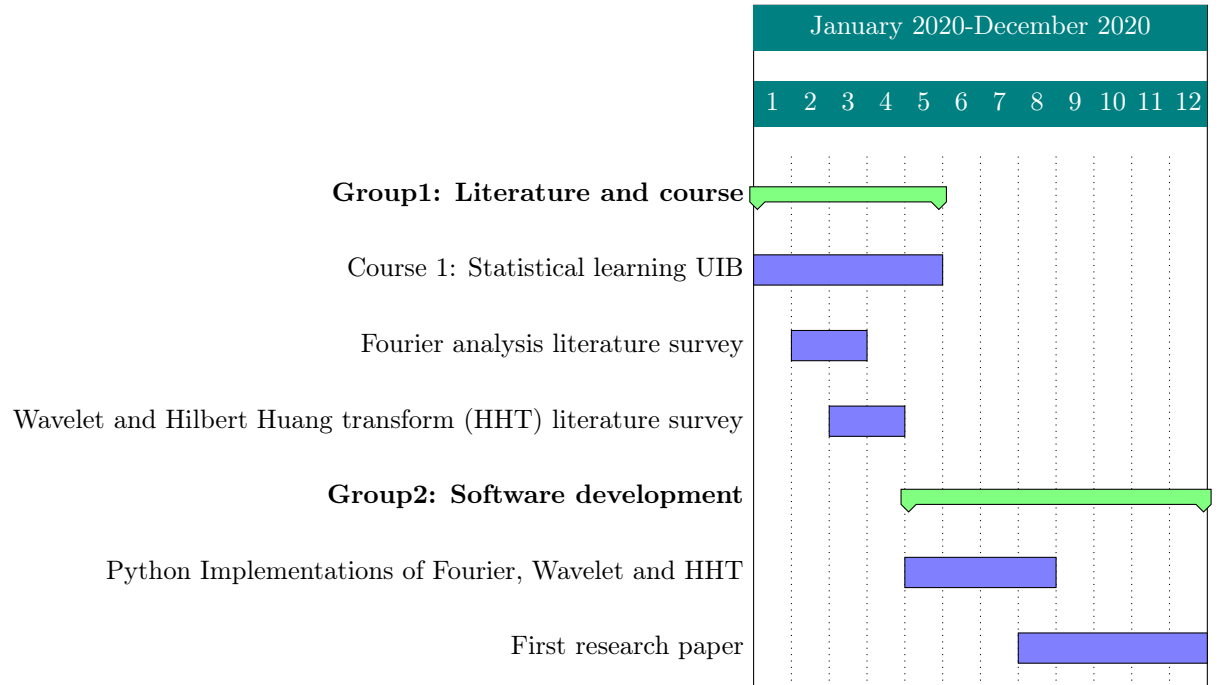 January 2020-December 2020
1 2 3 4 5 6 7 8 9 10 11 12
Group1: Literature and course
Course 1: Statistical learning UIB
Fourier analysis literature survey
Wavelet and Hilbert Huang transform (HHT) literature survey
Group2: Software development
Python Implementations of Fourier, Wavelet and HHT
First research paper